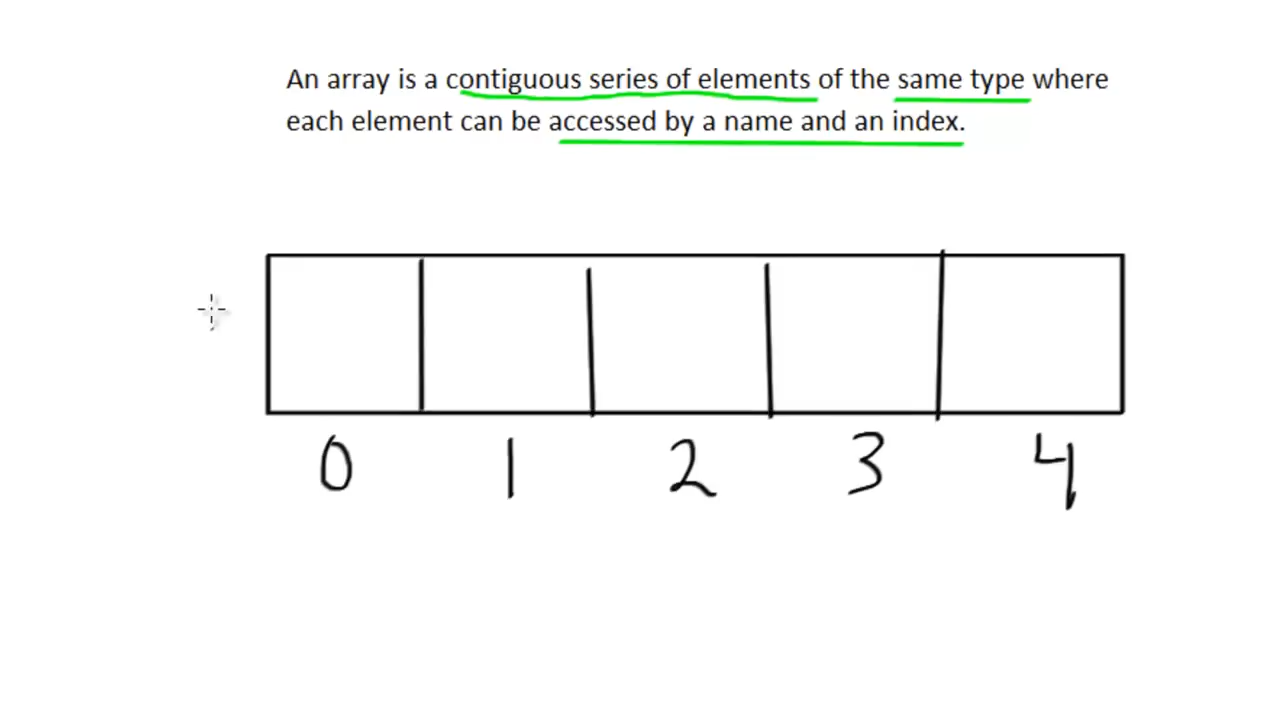 An array is a contiguous series of elements of the same type where
each element can be accessed by a name and an index.
0 1 2 3 4